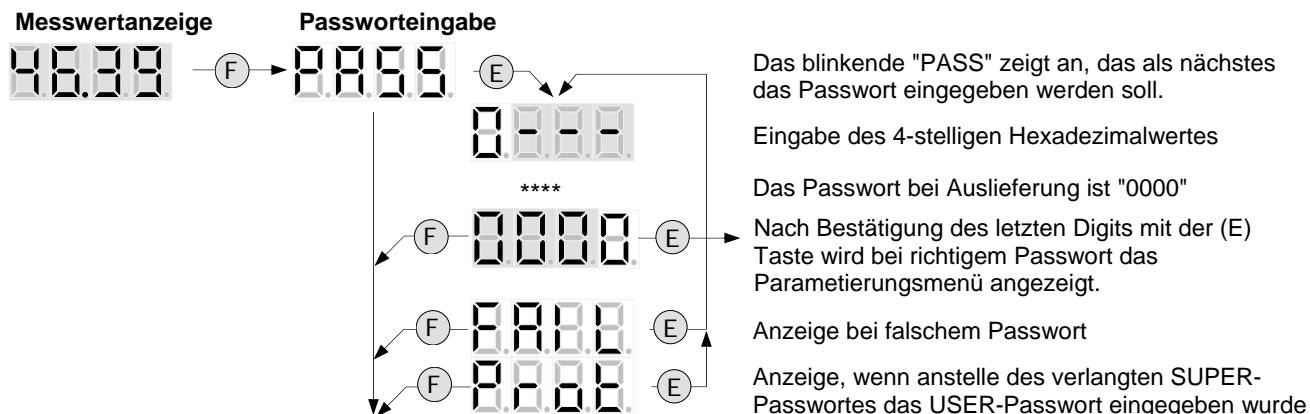 Messwertanzeige Passworteingabe
46.39 F PASS E
Das blinkende "PASS" zeigt an, das als nächstes
das Passwort eingegeben werden soll.
0---
Eingabe des 4-stelligen Hexadezimalwertes
****
Das Passwort bei Auslieferung ist "0000"
F 0000 E
Nach Bestätigung des letzten Digits mit der (E)
Taste wird bei richtigem Passwort das
Parametierungsmenü angezeigt.
F FAIL E
Anzeige bei falschem Passwort
F Prot E
Anzeige, wenn anstelle des verlangten SUPER-
Passwortes das USER-Passwort eingegeben wurde